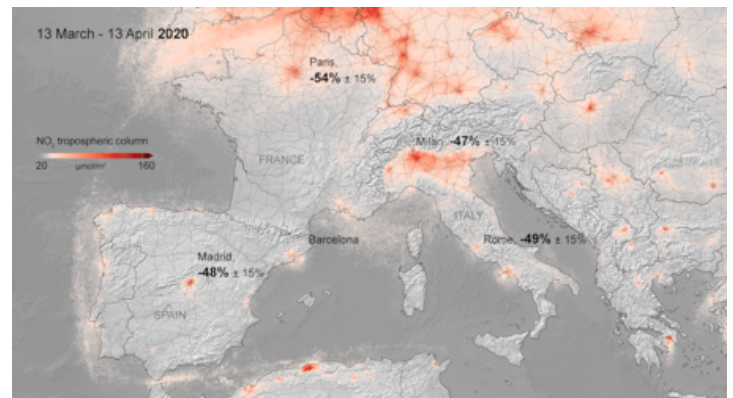 13 March - 13 April 2020
Paris,
-54% ± 15%
NO₂ tropospheric column
20 µmol/m² 160
Milan, -47% ± 15%
FRANCE
ITALY
Barcelona
Rome, -49% ± 15%
Madrid,
-48% ± 15%
SPAIN